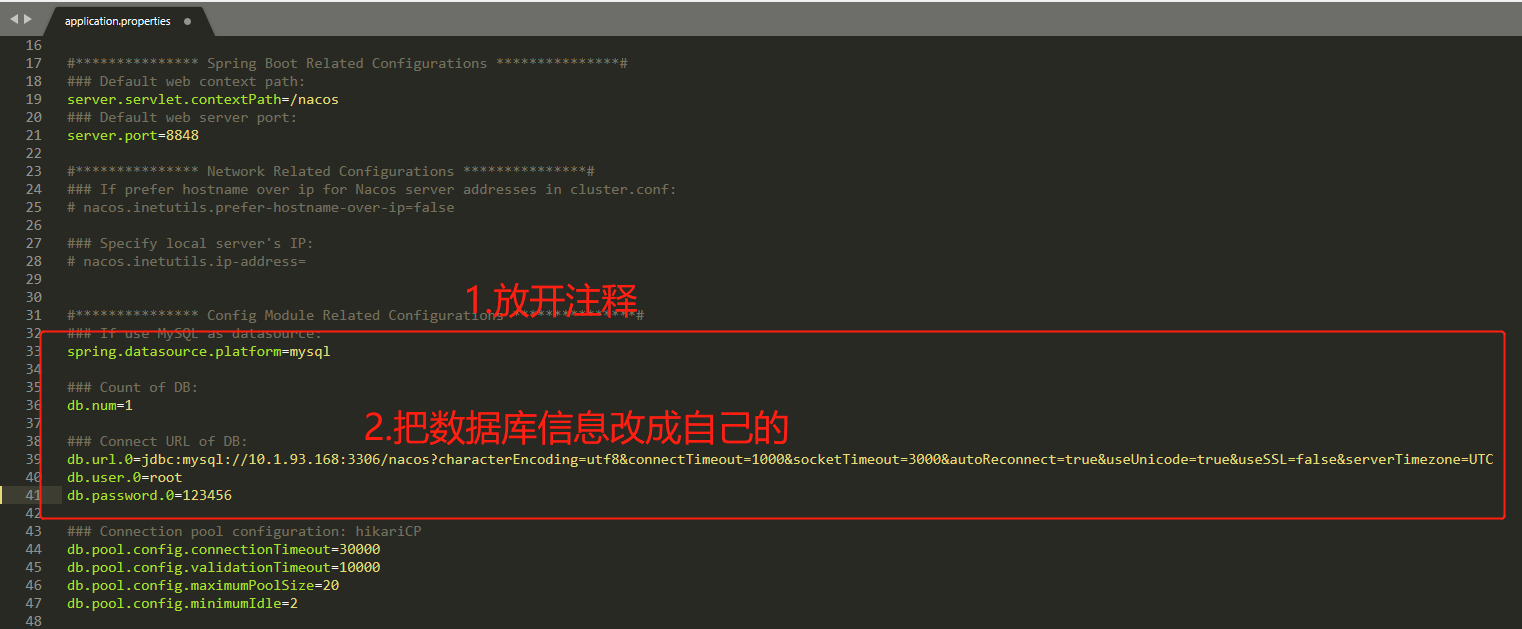 application.properties
16
17 #*************** Spring Boot Related Configurations ***************#
18 ### Default web context path:
19 server.servlet.contextPath=/nacos
20 ### Default web server port:
21 server.port=8848
22
23 #*************** Network Related Configurations ***************#
24 ### If prefer hostname over ip for Nacos server addresses in cluster.conf:
25 # nacos.inetutils.prefer-hostname-over-ip=false
26
27 ### Specify local server's IP:
28 # nacos.inetutils.ip-address=
29
30
1.放开注释
31 #*************** Config Module Related Configurations ***************#
32 ### If use MySQL as datasource:
33 spring.datasource.platform=mysql
34
35 ### Count of DB:
36 db.num=1
37
2.把数据库信息改成自己的
38 ### Connect URL of DB:
39 db.url.0=jdbc:mysql://10.1.93.168:3306/nacos?characterEncoding=utf8&connectTimeout=1000&socketTimeout=3000&autoReconnect=true&useUnicode=true&useSSL=false&serverTimezone=UTC
40 db.user.0=root
41 db.password.0=123456
42
43 ### Connection pool configuration: hikariCP
44 db.pool.config.connectionTimeout=30000
45 db.pool.config.validationTimeout=10000
46 db.pool.config.maximumPoolSize=20
47 db.pool.config.minimumIdle=2
48